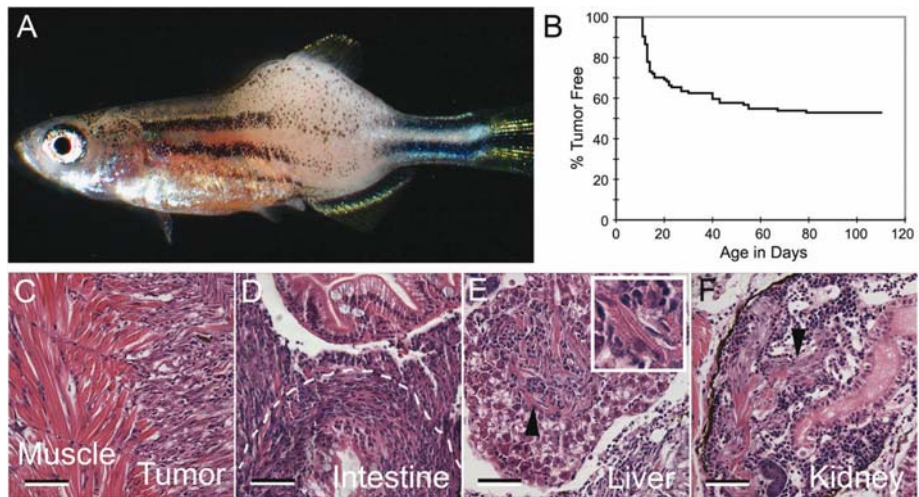 A
B
% Tumor Free
100
80
60
40
20
0
0 20 40 60 80 100 120
Age in Days
C
Muscle
Tumor
D
Intestine
E
Liver
F
Kidney